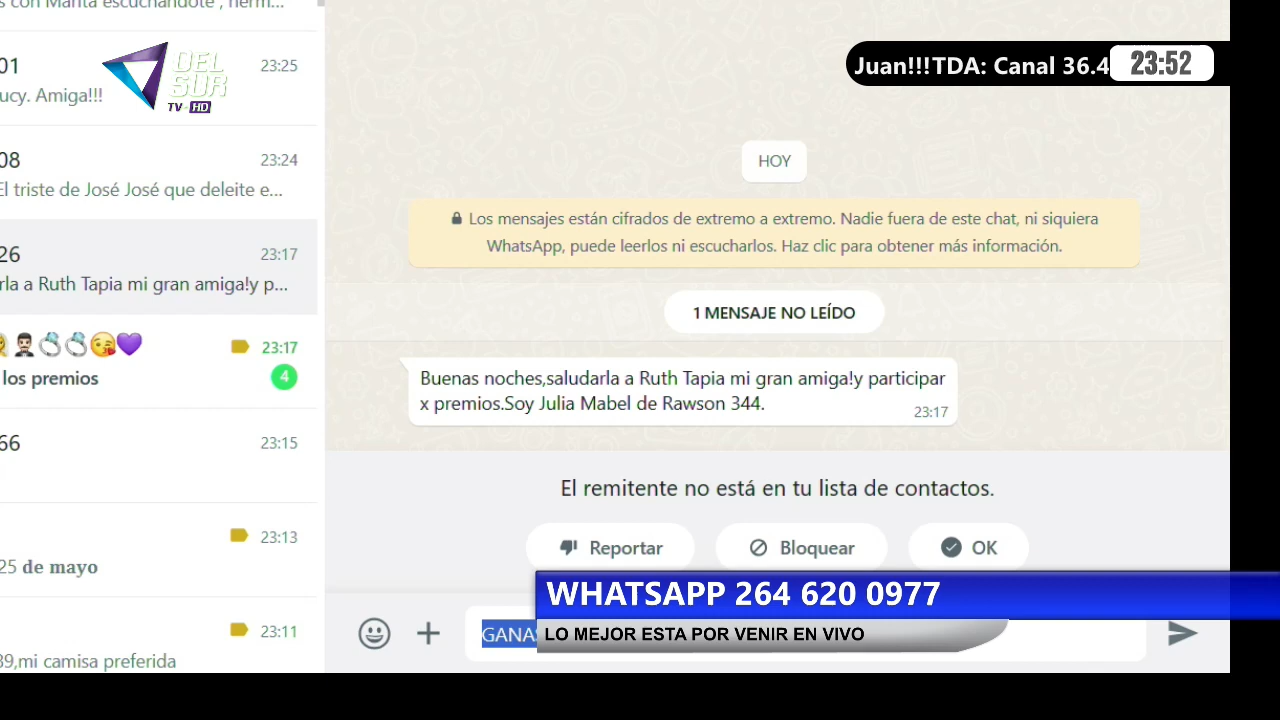 s con Marita escuchandote , herm...
01
23:25
ucy. Amiga!!!
DEL
SUR
TV-HD
08
23:24
El triste de José José que deleite e...
26
23:17
rla a Ruth Tapia mi gran amiga!y p...
23:17
los premios
4
66
23:15
23:13
25 de mayo
23:11
39,mi camisa preferida
Juan!!!TDA: Canal 36.4
23:52
HOY
Los mensajes están cifrados de extremo a extremo. Nadie fuera de este chat, ni siquiera
WhatsApp, puede leerlos ni escucharlos. Haz clic para obtener más información.
1 MENSAJE NO LEÍDO
Buenas noches,saludarla a Ruth Tapia mi gran amiga!y participar
x premios.Soy Julia Mabel de Rawson 344.
23:17
El remitente no está en tu lista de contactos.
Reportar
Bloquear
OK
WHATSAPP 264 620 0977
GANA
LO MEJOR ESTA POR VENIR EN VIVO